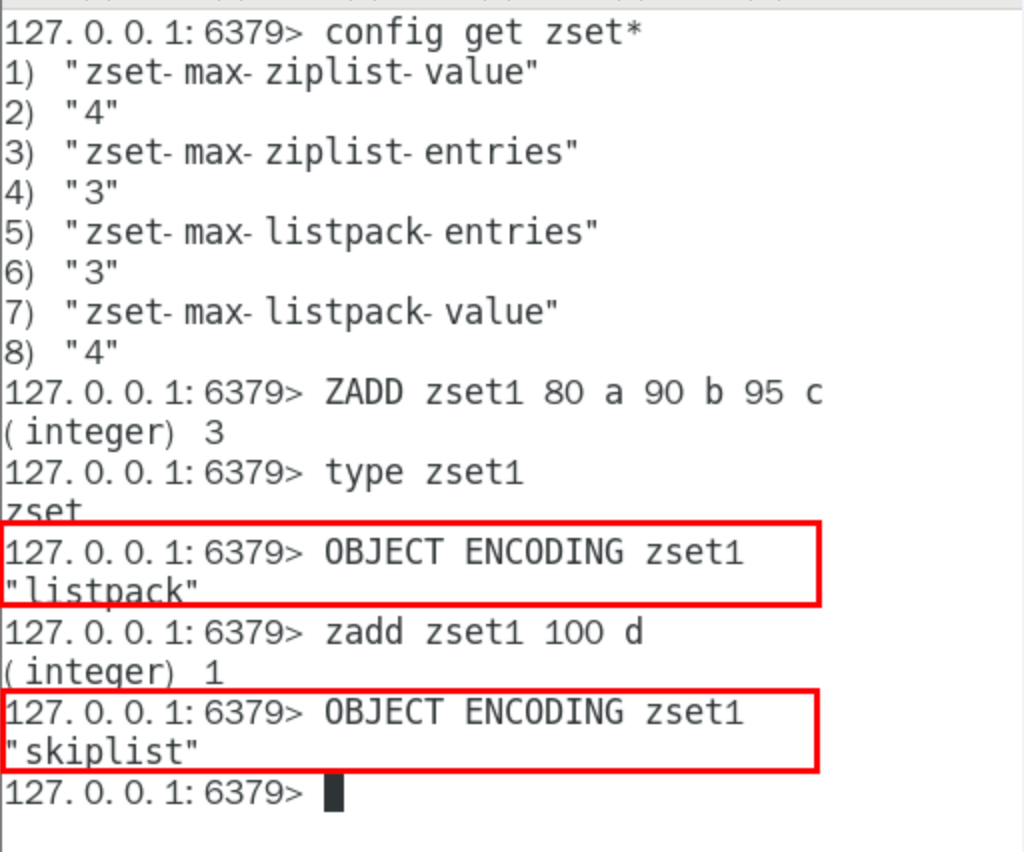 127.0.0.1:6379> config get zset*
1) "zset-max-ziplist-value"
2) "4"
3) "zset-max-ziplist-entries"
4) "3"
5) "zset-max-listpack-entries"
6) "3"
7) "zset-max-listpack-value"
8) "4"
127.0.0.1:6379> ZADD zset1 80 a 90 b 95 c
(integer) 3
127.0.0.1:6379> type zset1
zset
127.0.0.1:6379> OBJECT ENCODING zset1
"listpack"
127.0.0.1:6379> zadd zset1 100 d
(integer) 1
127.0.0.1:6379> OBJECT ENCODING zset1
"skiplist"
127.0.0.1:6379>